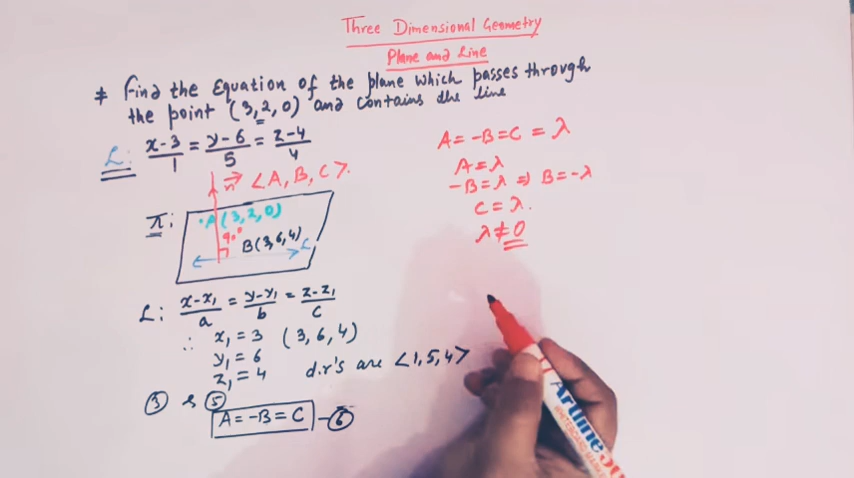 Three Dimensional Geometry
Plane and Line
* Find the Equation of the plane which passes through
the point (3,2,0) and contains the line
L: x-3/1 = y-6/5 = z-4/4
n⃗ <A, B, C>.
π:
·A(3,2,0)
90°
B(3,6,4)
L
L: x-x₁/a = y-y₁/b = z-z₁/c
∴ x₁ = 3 (3,6,4)
y₁ = 6
z₁ = 4 d.r's are <1,5,4>
③ & ⑤
A = -B = C -⑥
A = -B = C = λ
A = λ
-B = λ ⇒ B = -λ
C = λ.
λ ≠ 0
Artline
WHITEBOARD MARKER